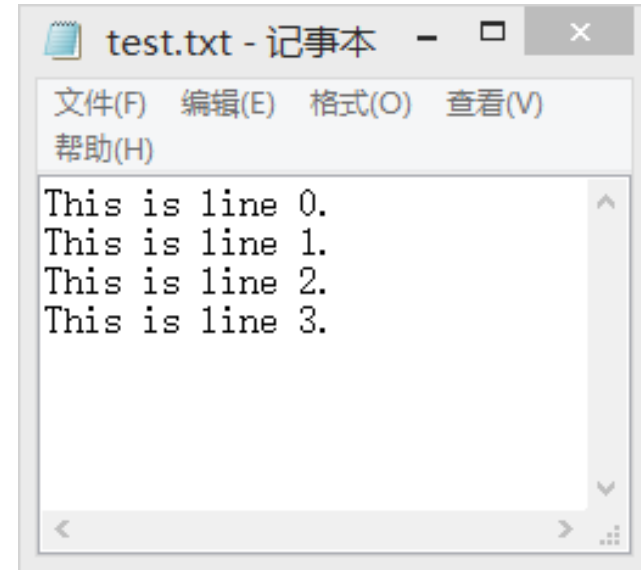 test.txt - 记事本
文件(F) 编辑(E) 格式(O) 查看(V)
帮助(H)
This is line 0.
This is line 1.
This is line 2.
This is line 3.